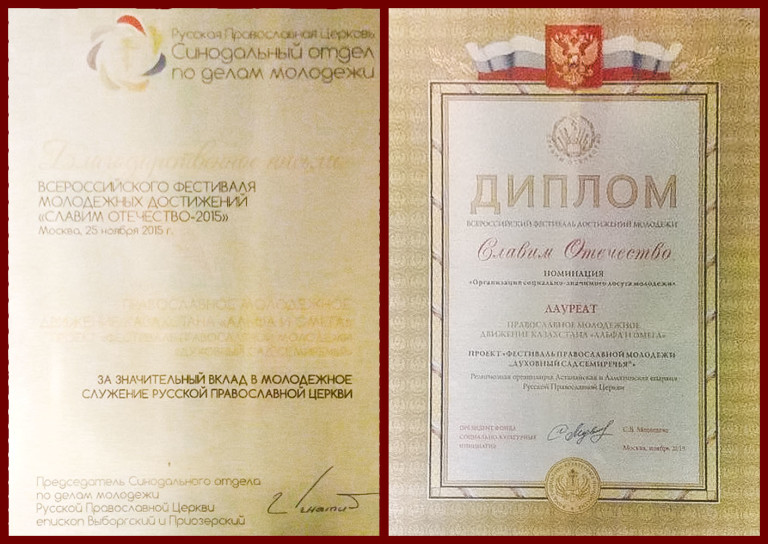 Русская Православная Церковь
Синодальный отдел
по делам молодежи
Благодарственное письмо
ВСЕРОССИЙСКОГО ФЕСТИВАЛЯ
МОЛОДЕЖНЫХ ДОСТИЖЕНИЙ
«СЛАВИМ ОТЕЧЕСТВО-2015»
Москва, 25 ноября 2015 г.
ПРАВОСЛАВНОЕ МОЛОДЕЖНОЕ
ДВИЖЕНИЕ КАЗАХСТАНА «АЛЬФА И ОМЕГА»
«ДУХОВНЫЙ САД СЕМИРЕЧЬЯ»
ЗА ЗНАЧИТЕЛЬНЫЙ ВКЛАД В МОЛОДЕЖНОЕ
СЛУЖЕНИЕ РУССКОЙ ПРАВОСЛАВНОЙ ЦЕРКВИ
Председатель Синодального отдела
по делам молодежи
Русской Православной Церкви
епископ Выборгский и Приозерский
ДИПЛОМ
ВСЕРОССИЙСКИЙ ФЕСТИВАЛЬ ДОСТИЖЕНИЙ МОЛОДЕЖИ
Славим Отечество
НОМИНАЦИЯ
«Организация социально-значимого досуга молодежи»
ЛАУРЕАТ
ПРАВОСЛАВНОЕ МОЛОДЕЖНОЕ
ДВИЖЕНИЕ КАЗАХСТАНА «АЛЬФА И ОМЕГА»
ПРОЕКТ «ФЕСТИВАЛЬ ПРАВОСЛАВНОЙ МОЛОДЕЖИ
„ДУХОВНЫЙ САД СЕМИРЕЧЬЯ"»
Религиозная организация Астанайская и Алматинская епархия
Русской Православной Церкви
ПРЕЗИДЕНТ ФОНДА
СОЦИАЛЬНО-КУЛЬТУРНЫХ
ИНИЦИАТИВ
С.В.
Москва, ноябрь 2015